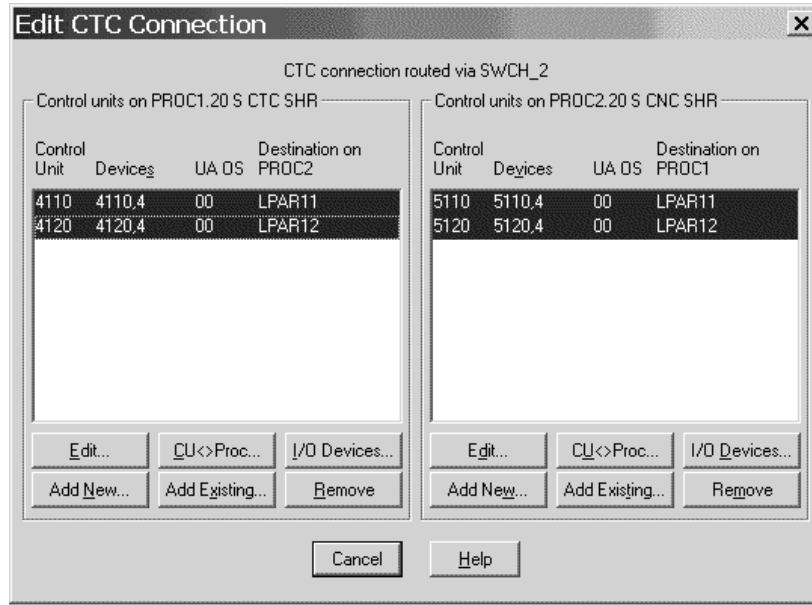 Edit CTC Connection
CTC connection routed via SWCH_2
Control units on PROC1.20 S CTC SHR
Control Unit Devices UA OS Destination on PROC2
4110 4110,4 00 LPAR11
4120 4120,4 00 LPAR12
Edit... CU<>Proc... I/O Devices...
Add New... Add Existing... Remove
Control units on PROC2.20 S CNC SHR
Control Unit Devices UA OS Destination on PROC1
5110 5110,4 00 LPAR11
5120 5120,4 00 LPAR12
Edit... CU<>Proc... I/O Devices...
Add New... Add Existing... Remove
Cancel Help